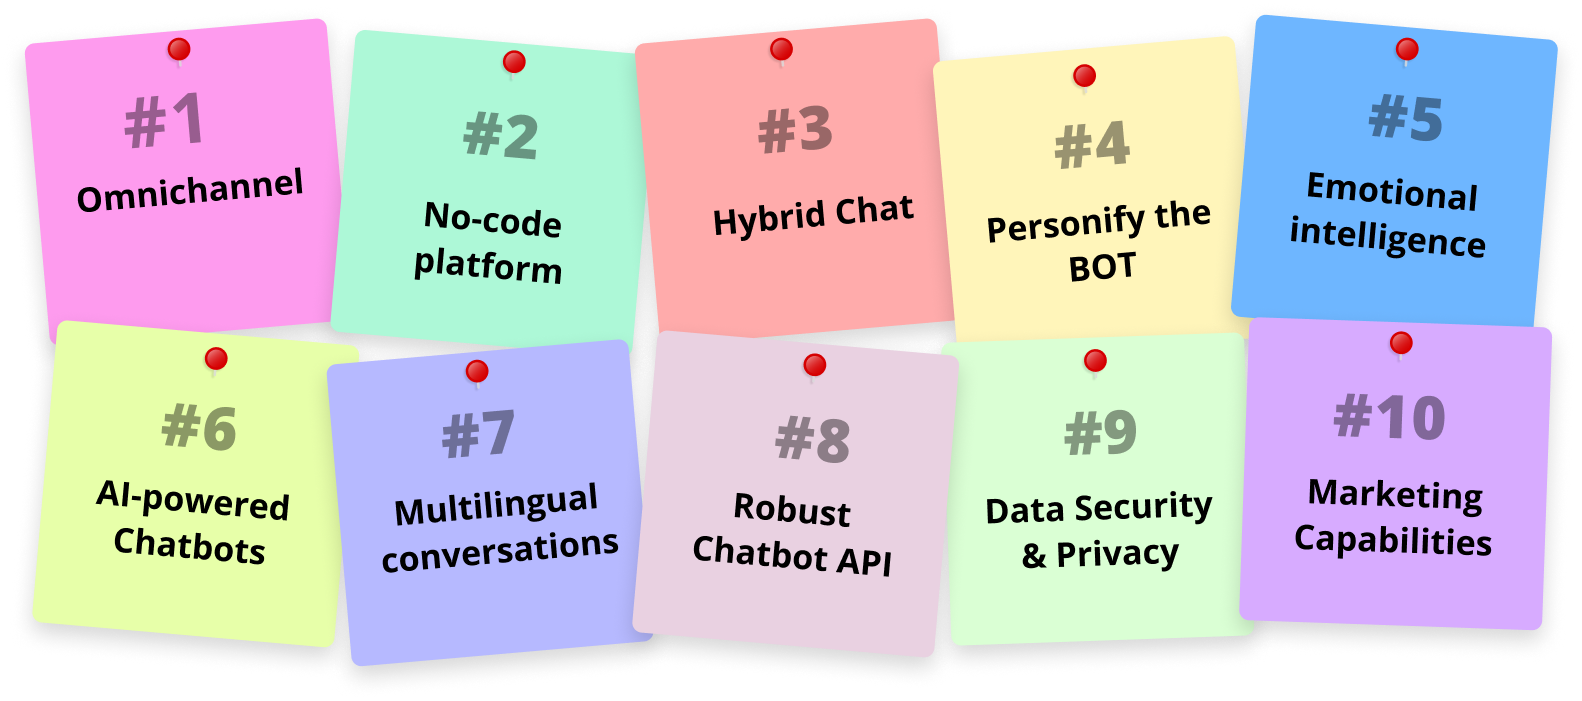 #1
Omnichannel
#2
No-code
platform
#3
Hybrid Chat
#4
Personify the
BOT
#5
Emotional
intelligence
#6
AI-powered
Chatbots
#7
Multilingual
conversations
#8
Robust
Chatbot API
#9
Data Security
& Privacy
#10
Marketing
Capabilities